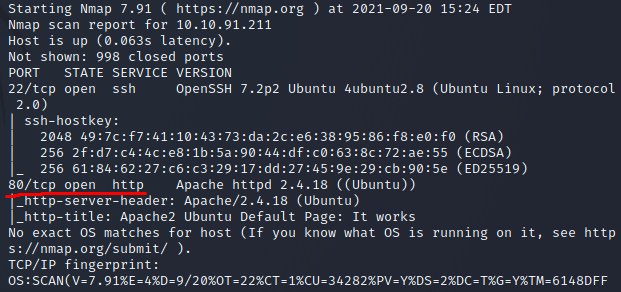 Starting Nmap 7.91 ( https://nmap.org ) at 2021-09-20 15:24 EDT
Nmap scan report for 10.10.91.211
Host is up (0.063s latency).
Not shown: 998 closed ports
PORT   STATE SERVICE VERSION
22/tcp open  ssh     OpenSSH 7.2p2 Ubuntu 4ubuntu2.8 (Ubuntu Linux; protocol
 2.0)
| ssh-hostkey:
|   2048 49:7c:f7:41:10:43:73:da:2c:e6:38:95:86:f8:e0:f0 (RSA)
|   256 2f:d7:c4:4c:e8:1b:5a:90:44:df:c0:63:8c:72:ae:55 (ECDSA)
|_  256 61:84:62:27:c6:c3:29:17:dd:27:45:9e:29:cb:90:5e (ED25519)
80/tcp open  http    Apache httpd 2.4.18 ((Ubuntu))
|_http-server-header: Apache/2.4.18 (Ubuntu)
|_http-title: Apache2 Ubuntu Default Page: It works
No exact OS matches for host (If you know what OS is running on it, see http
s://nmap.org/submit/ ).
TCP/IP fingerprint:
OS:SCAN(V=7.91%E=4%D=9/20%OT=22%CT=1%CU=34282%PV=Y%DS=2%DC=T%G=Y%TM=6148DFF